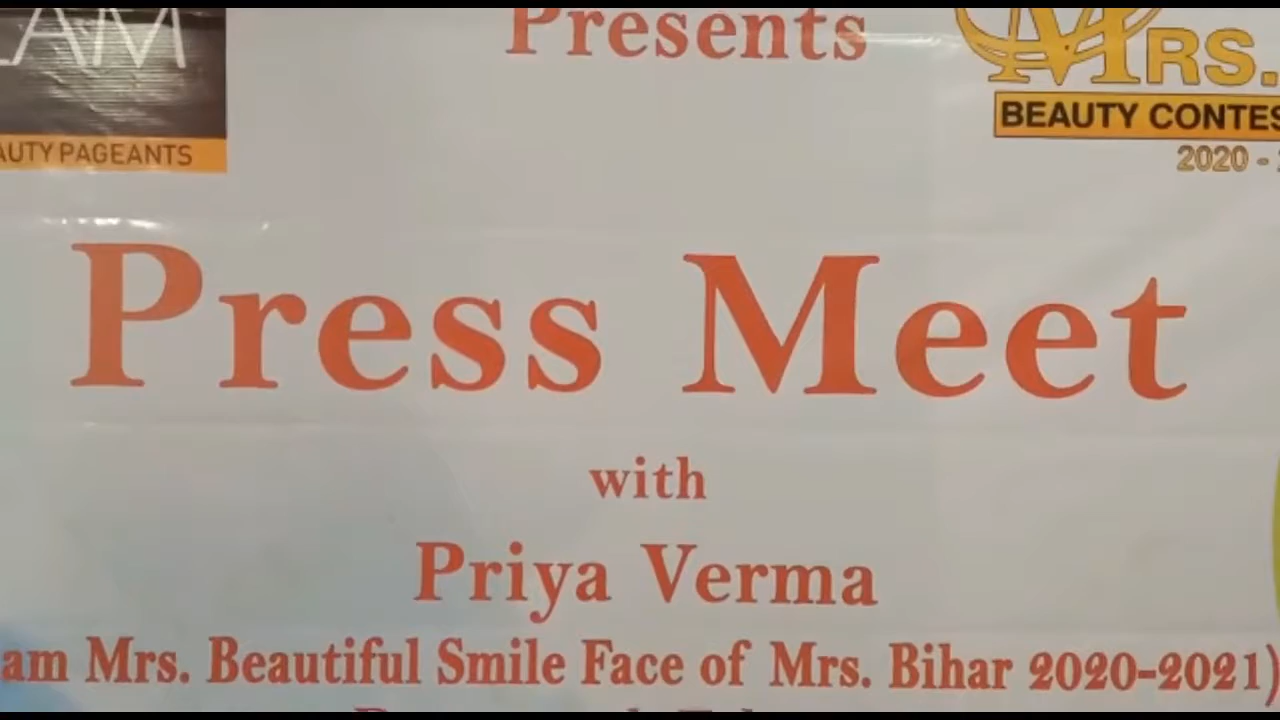 Presents
AM
AUTY PAGEANTS
MRS.
BEAUTY CONTES
2020 -
Press Meet
with
Priya Verma
am Mrs. Beautiful Smile Face of Mrs. Bihar 2020-2021)